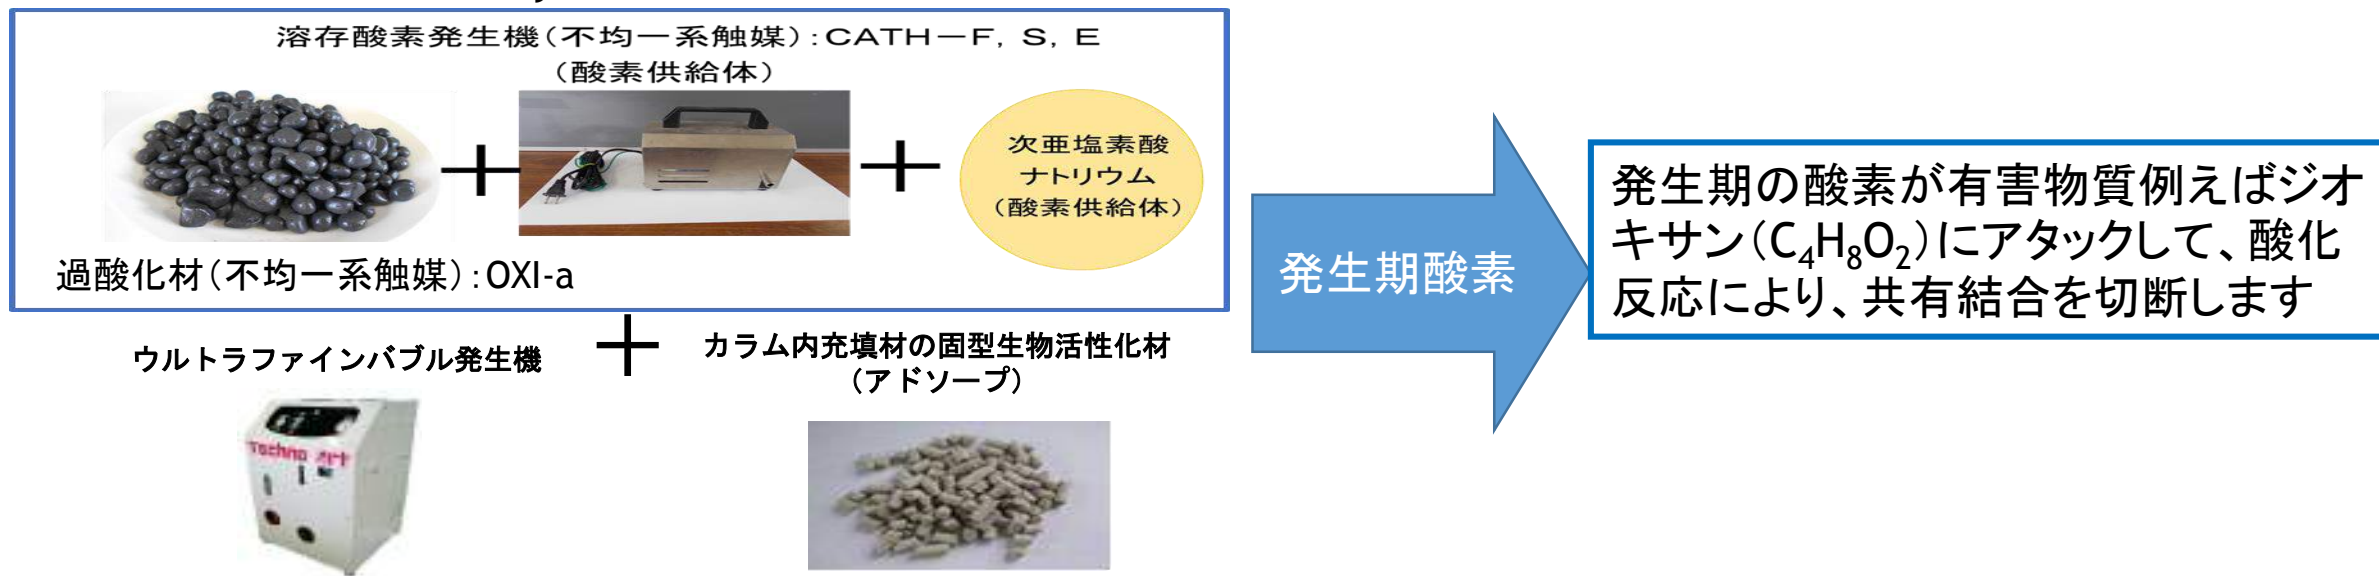 溶存酸素発生機（不均一系触媒）：CATH－F, S, E
（酸素供給体）
次亜塩素酸
ナトリウム
（酸素供給体）
過酸化材（不均一系触媒）：OXI-a
発生期酸素
発生期の酸素が有害物質例えばジオ
キサン（C₄H₈O₂）にアタックして、酸化
反応により、共有結合を切断します
ウルトラファインバブル発生機
カラム内充填材の固型生物活性化材
（アドソープ）
Techno Art